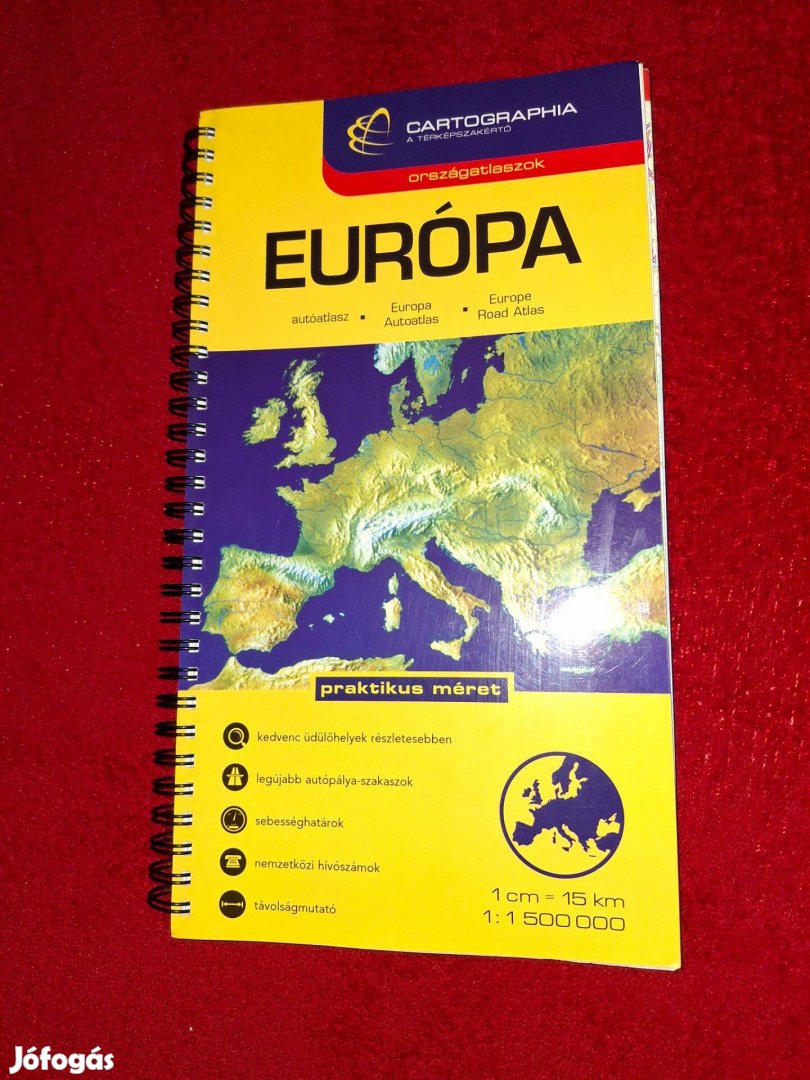 CARTOGRAPHIA
A TÉRKÉPSZAKÉRTŐ
országatlaszok
EURÓPA
autóatlasz ▪ Europa Autoatlas ▪ Europe Road Atlas
praktikus méret
kedvenc üdülőhelyek részletesebben
legújabb autópálya-szakaszok
sebességhatárok
nemzetközi hívószámok
távolságmutató
1 cm = 15 km
1: 1 500 000
Jófogás